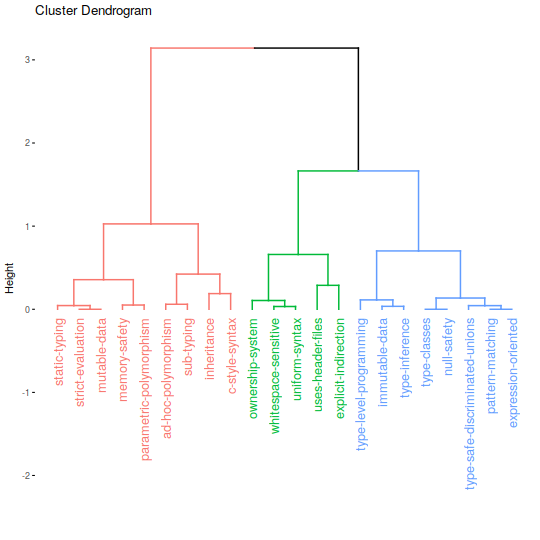 Cluster Dendrogram
Height
3
2
1
0
-1
-2
static-typing
strict-evaluation
mutable-data
memory-safety
parametric-polymorphism
ad-hoc-polymorphism
sub-typing
inheritance
c-style-syntax
ownership-system
whitespace-sensitive
uniform-syntax
uses-header-files
explicit-indirection
type-level-programming
immutable-data
type-inference
type-classes
null-safety
type-safe-discriminated-unions
pattern-matching
expression-oriented